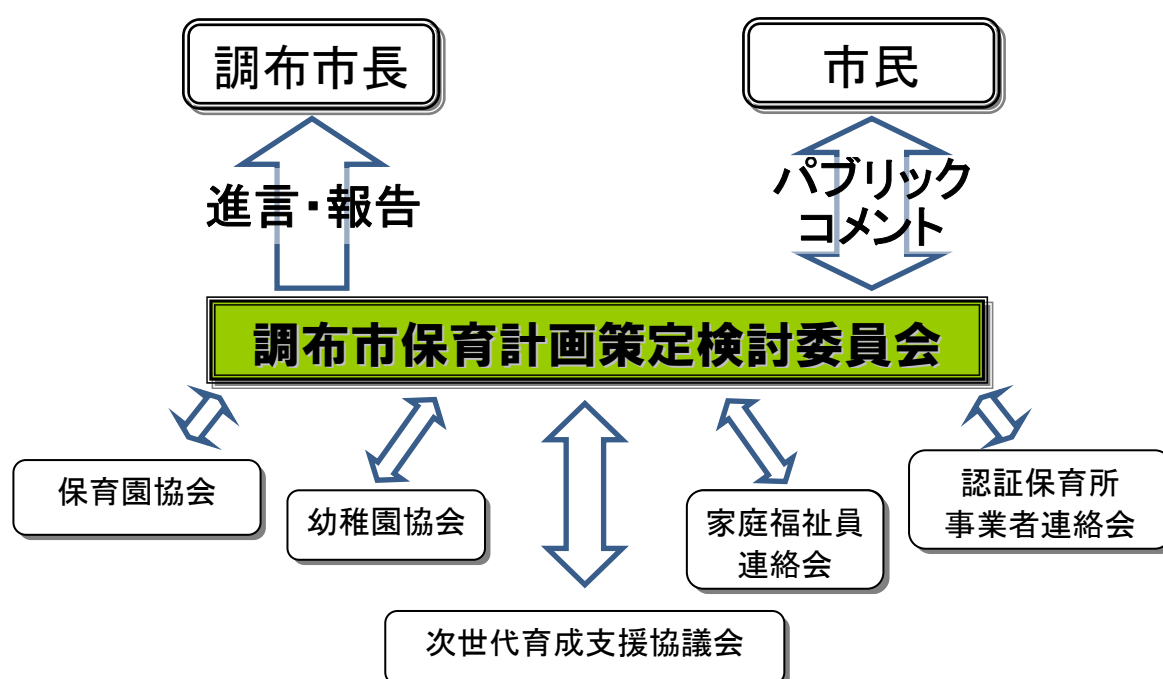 調布市長
市民
進言・報告
パブリック
コメント
調布市保育計画策定検討委員会
保育園協会
幼稚園協会
家庭福祉員
連絡会
認証保育所
事業者連絡会
次世代育成支援協議会